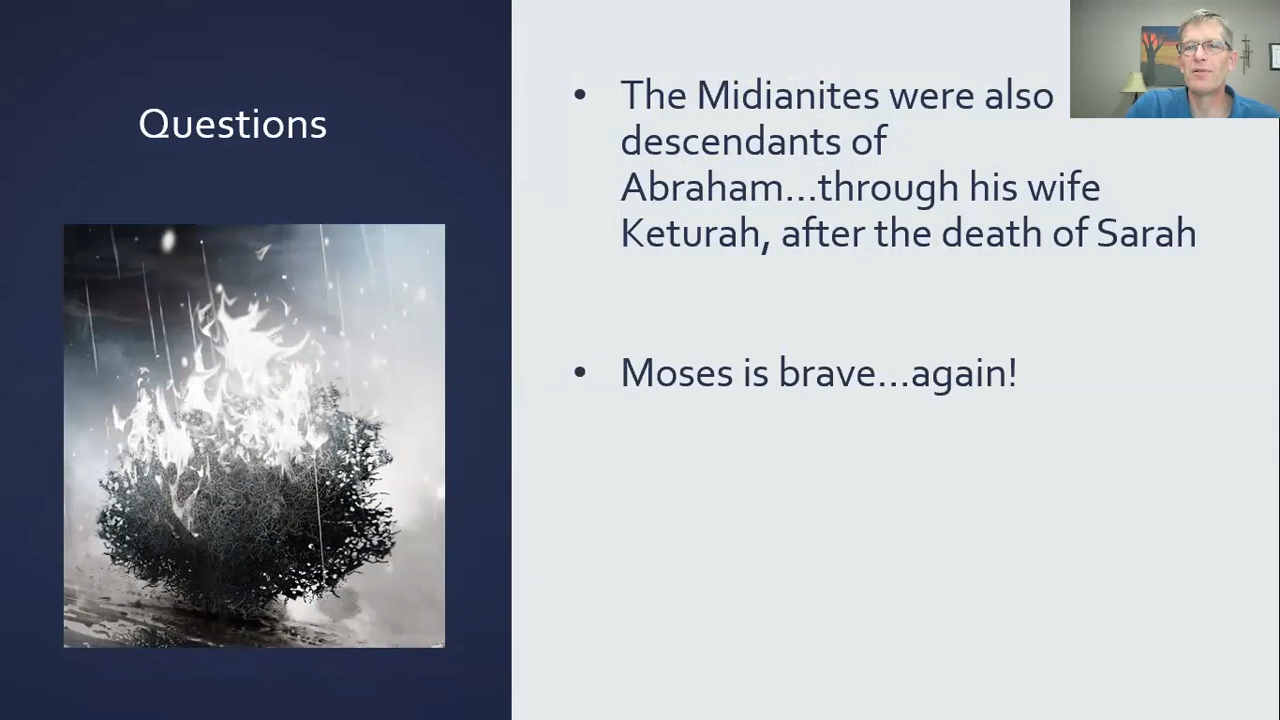 Questions
• The Midianites were also
descendants of
Abraham...through his wife
Keturah, after the death of Sarah
• Moses is brave...again!